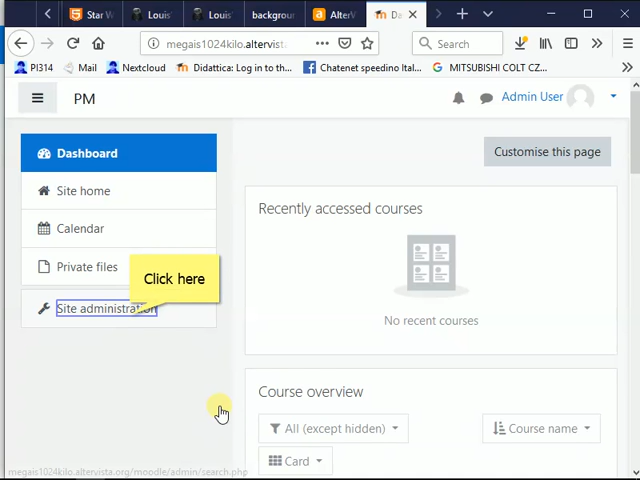 Star W
Louis'
Louis'
backgrour
AlterV
Da
megais1024kilo.altervista.
Search
PI314
Mail
Nextcloud
Didattica: Log in to th...
Chatenet speedino Ital...
MITSUBISHI COLT CZ...
PM
Admin User
Dashboard
Customise this page
Site home
Recently accessed courses
Calendar
Private files
Click here
Site administration
No recent courses
Course overview
All (except hidden)
Course name
Card
megais1024kilo.altervista.org/moodle/admin/search.php